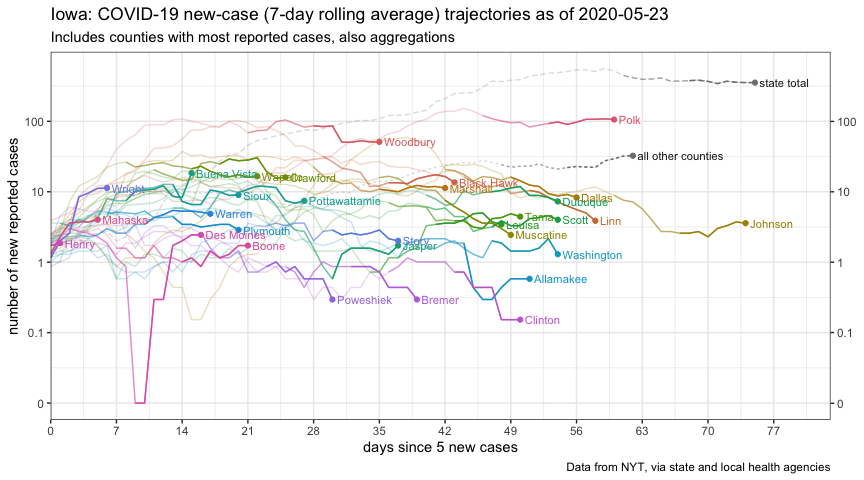 Iowa: COVID-19 new-case (7-day rolling average) trajectories as of 2020-05-23
Includes counties with most reported cases, also aggregations
number of new reported cases
100
10
1
0.1
0
100
10
1
0.1
0
state total
Polk
Woodbury
all other counties
Buena Vista
Wapello
Crawford
Black Hawk
Marshall
Wright
Sioux
Pottawattamie
Dallas
Dubuque
Warren
Mahaska
Tama
Scott
Linn
Louisa
Johnson
Plymouth
Des Moines
Muscatine
Henry
Boone
Story
Jasper
Washington
Allamakee
Poweshiek
Bremer
Clinton
0 7 14 21 28 35 42 49 56 63 70 77
days since 5 new cases
Data from NYT, via state and local health agencies